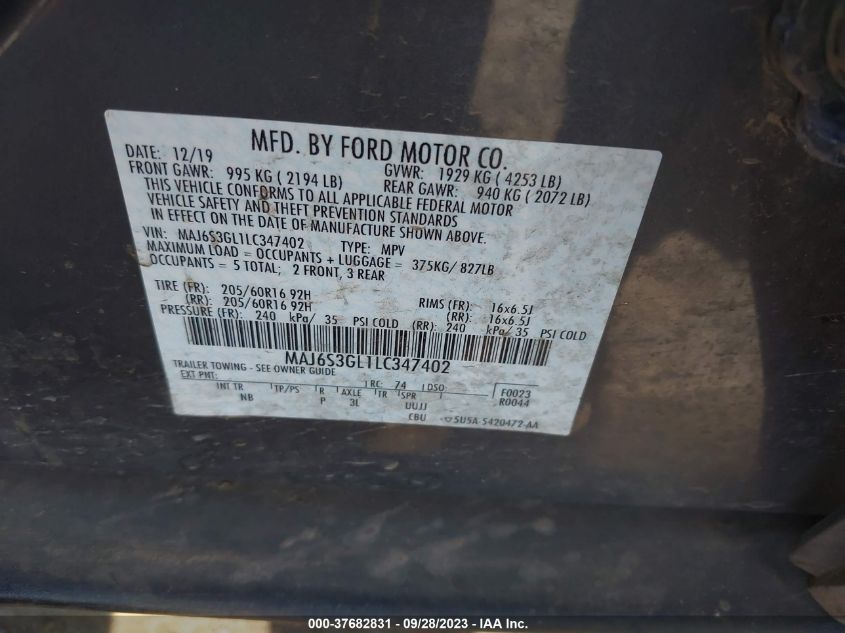 MFD. BY FORD MOTOR CO.
DATE: 12/19 GVWR: 1929 KG ( 4253 LB)
FRONT GAWR: 995 KG ( 2194 LB) REAR GAWR: 940 KG ( 2072 LB)
THIS VEHICLE CONFORMS TO ALL APPLICABLE FEDERAL MOTOR
VEHICLE SAFETY AND THEFT PREVENTION STANDARDS
IN EFFECT ON THE DATE OF MANUFACTURE SHOWN ABOVE.
VIN: MAJ6S3GL1LC347402 TYPE: MPV
MAXIMUM LOAD = OCCUPANTS + LUGGAGE = 375KG/ 827LB
OCCUPANTS = 5 TOTAL; 2 FRONT, 3 REAR
TIRE (FR): 205/60R16 92H RIMS (FR): 16x6.5J
(RR): 205/60R16 92H (RR): 16x6.5J
PRESSURE (FR): 240 kPa/ 35 PSI COLD (RR): 240 kPa/ 35 PSI COLD
MAJ6S3GL1LC347402
TRAILER TOWING - SEE OWNER GUIDE
EXT PNT: RC: 74 DSO: F0023
INT TR TP/PS R AXLE TR SPR R0044
NB P 3L UUJJ
CBU 5U5A-5420472-AA
000-37682831 - 09/28/2023 - IAA Inc.